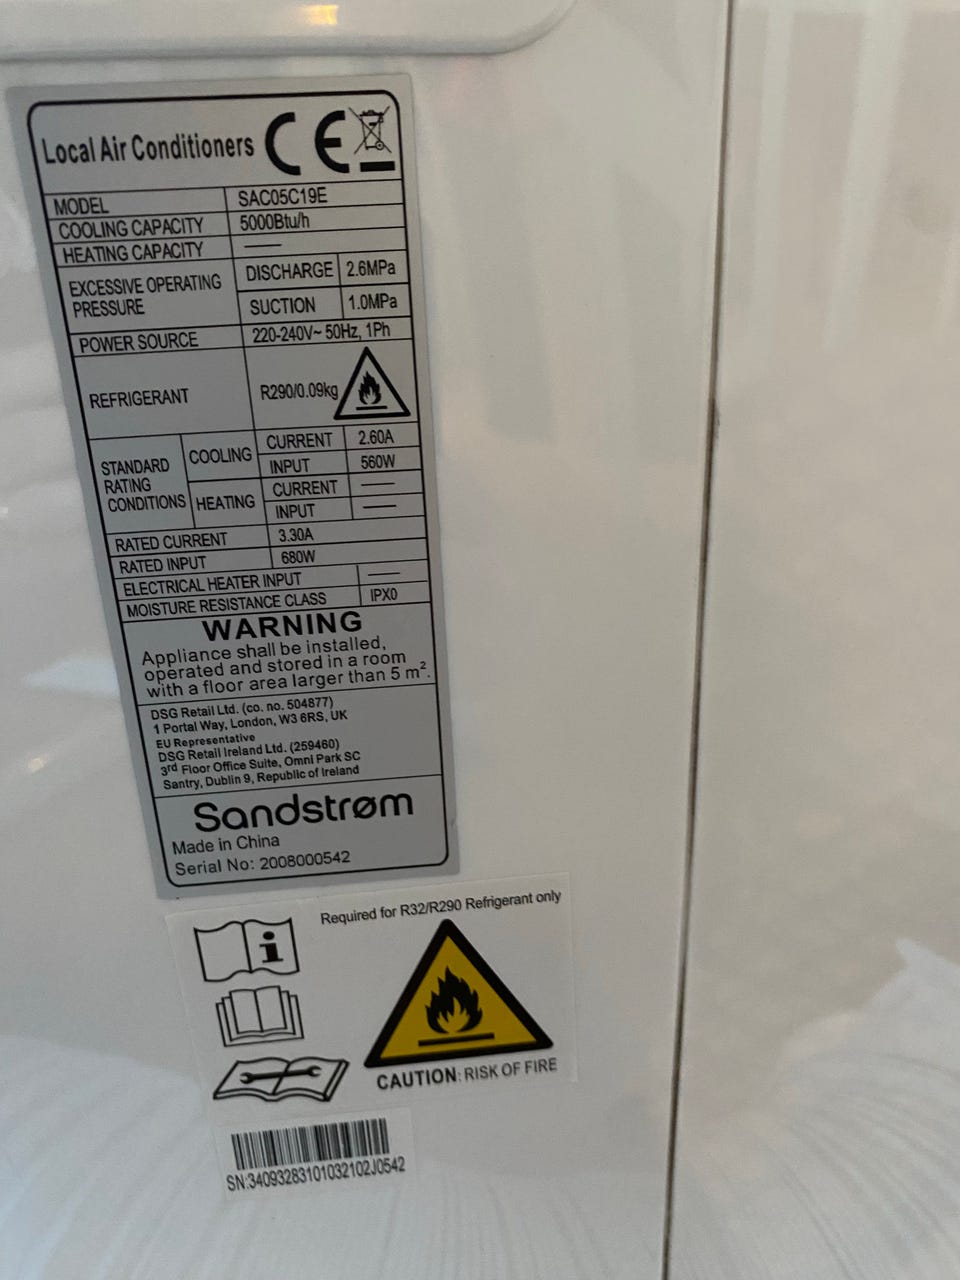 Local Air Conditioners CE
MODEL SAC05C19E
COOLING CAPACITY 5000Btu/h
HEATING CAPACITY —
EXCESSIVE OPERATING PRESSURE DISCHARGE 2.6MPa
SUCTION 1.0MPa
POWER SOURCE 220-240V~ 50Hz, 1Ph
REFRIGERANT R290/0.09kg
STANDARD RATING CONDITIONS COOLING CURRENT 2.60A
INPUT 560W
HEATING CURRENT —
INPUT —
RATED CURRENT 3.30A
RATED INPUT 680W
ELECTRICAL HEATER INPUT —
MOISTURE RESISTANCE CLASS IPX0
WARNING
Appliance shall be installed,
operated and stored in a room
with a floor area larger than 5 m².
DSG Retail Ltd. (co. no. 504877)
1 Portal Way, London, W3 6RS, UK
EU Representative
DSG Retail Ireland Ltd. (259460)
3rd Floor Office Suite, Omni Park SC
Santry, Dublin 9, Republic of Ireland
Sandstrøm
Made in China
Serial No: 2008000542
Required for R32/R290 Refrigerant only
CAUTION: RISK OF FIRE
SN:34093283101032102J0542